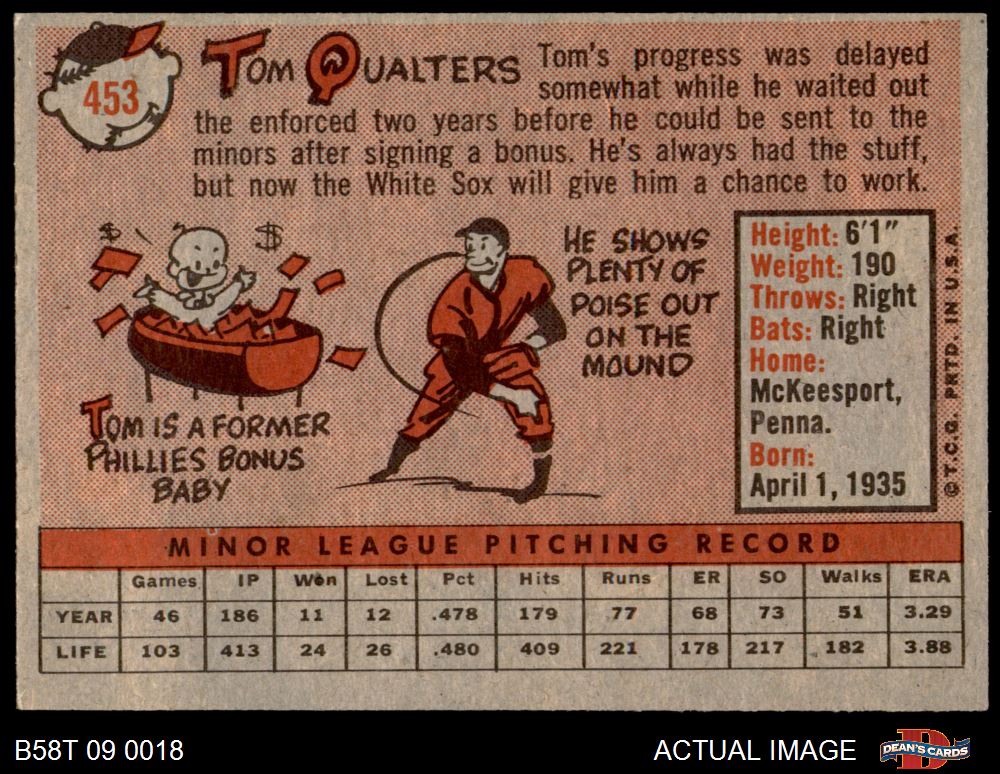 453
TOM QUALTERS
Tom's progress was delayed
somewhat while he waited out
the enforced two years before he could be sent to the
minors after signing a bonus. He's always had the stuff,
but now the White Sox will give him a chance to work.
$ $
TOM IS A FORMER
PHILLIES BONUS
BABY
HE SHOWS
PLENTY OF
POISE OUT
ON THE
MOUND
Height: 6'1"
Weight: 190
Throws: Right
Bats: Right
Home:
McKeesport,
Penna.
Born:
April 1, 1935
© T.C.G. PRTD. IN U.S.A.
MINOR LEAGUE PITCHING RECORD
Games IP Won Lost Pct Hits Runs ER SO Walks ERA
YEAR 46 186 11 12 .478 179 77 68 73 51 3.29
LIFE 103 413 24 26 .480 409 221 178 217 182 3.88
B58T 09 0018
ACTUAL IMAGE
DEAN'S CARDS